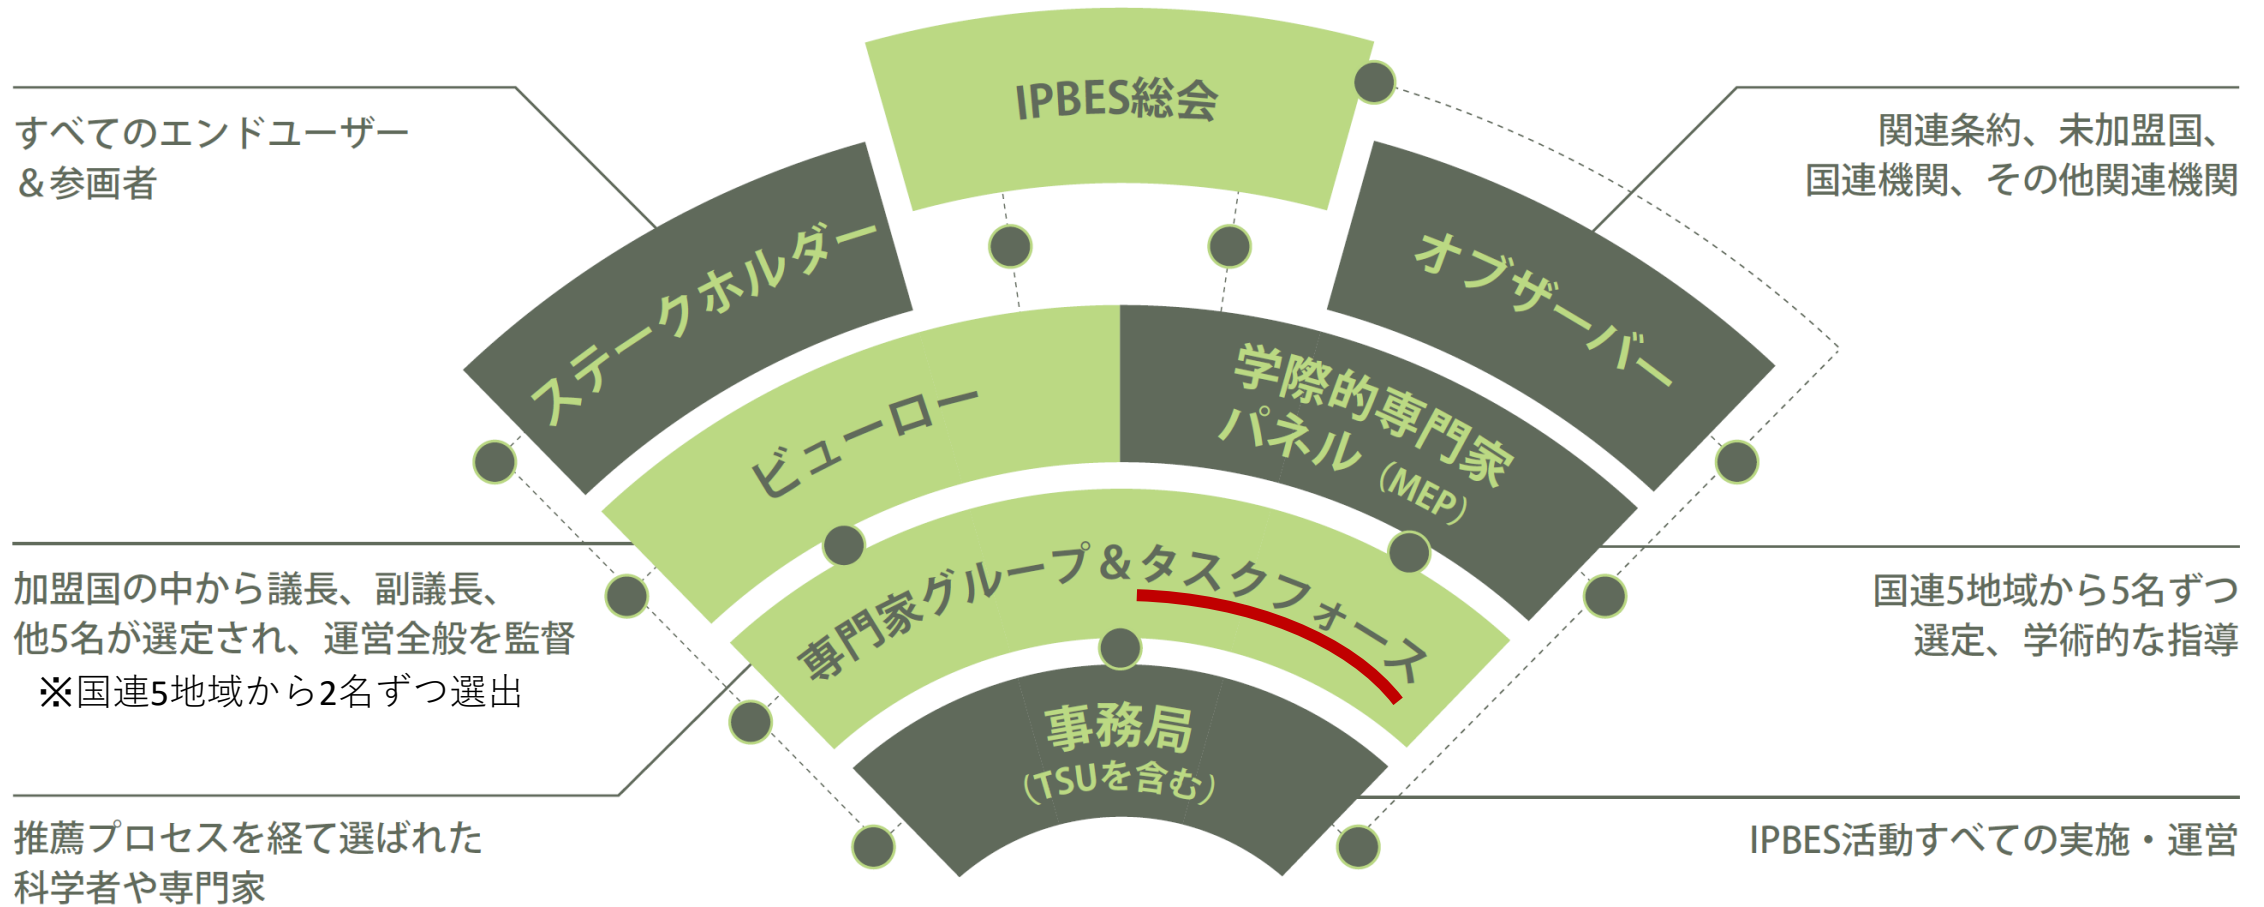 IPBES総会
すべてのエンドユーザー
＆参画者
関連条約、未加盟国、
国連機関、その他関連機関
ステークホルダー
オブザーバー
ビューロー
学際的専門家
パネル（MEP）
専門家グループ＆タスクフォース
加盟国の中から議長、副議長、
他5名が選定され、運営全般を監督
※国連5地域から2名ずつ選出
国連5地域から5名ずつ
選定、学術的な指導
事務局
（TSUを含む）
推薦プロセスを経て選ばれた
科学者や専門家
IPBES活動すべての実施・運営